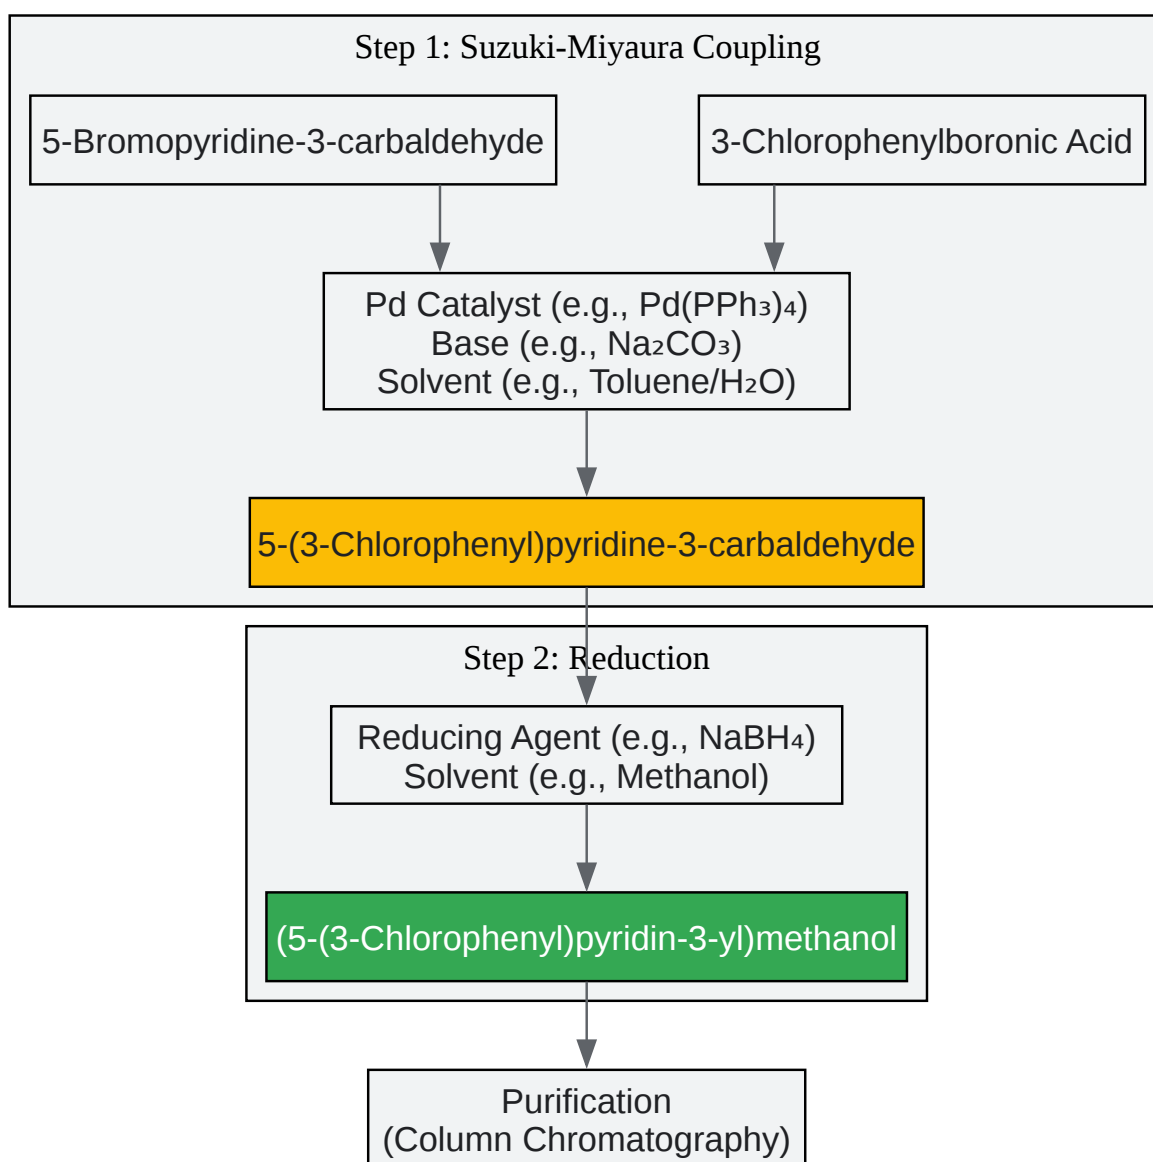 Step 1: Suzuki-Miyaura Coupling
5-Bromopyridine-3-carbaldehyde
3-Chlorophenylboronic Acid
Pd Catalyst (e.g., Pd(PPh₃)₄)
Base (e.g., Na₂CO₃)
Solvent (e.g., Toluene/H₂O)
5-(3-Chlorophenyl)pyridine-3-carbaldehyde
Step 2: Reduction
Reducing Agent (e.g., NaBH₄)
Solvent (e.g., Methanol)
(5-(3-Chlorophenyl)pyridin-3-yl)methanol
Purification
(Column Chromatography)